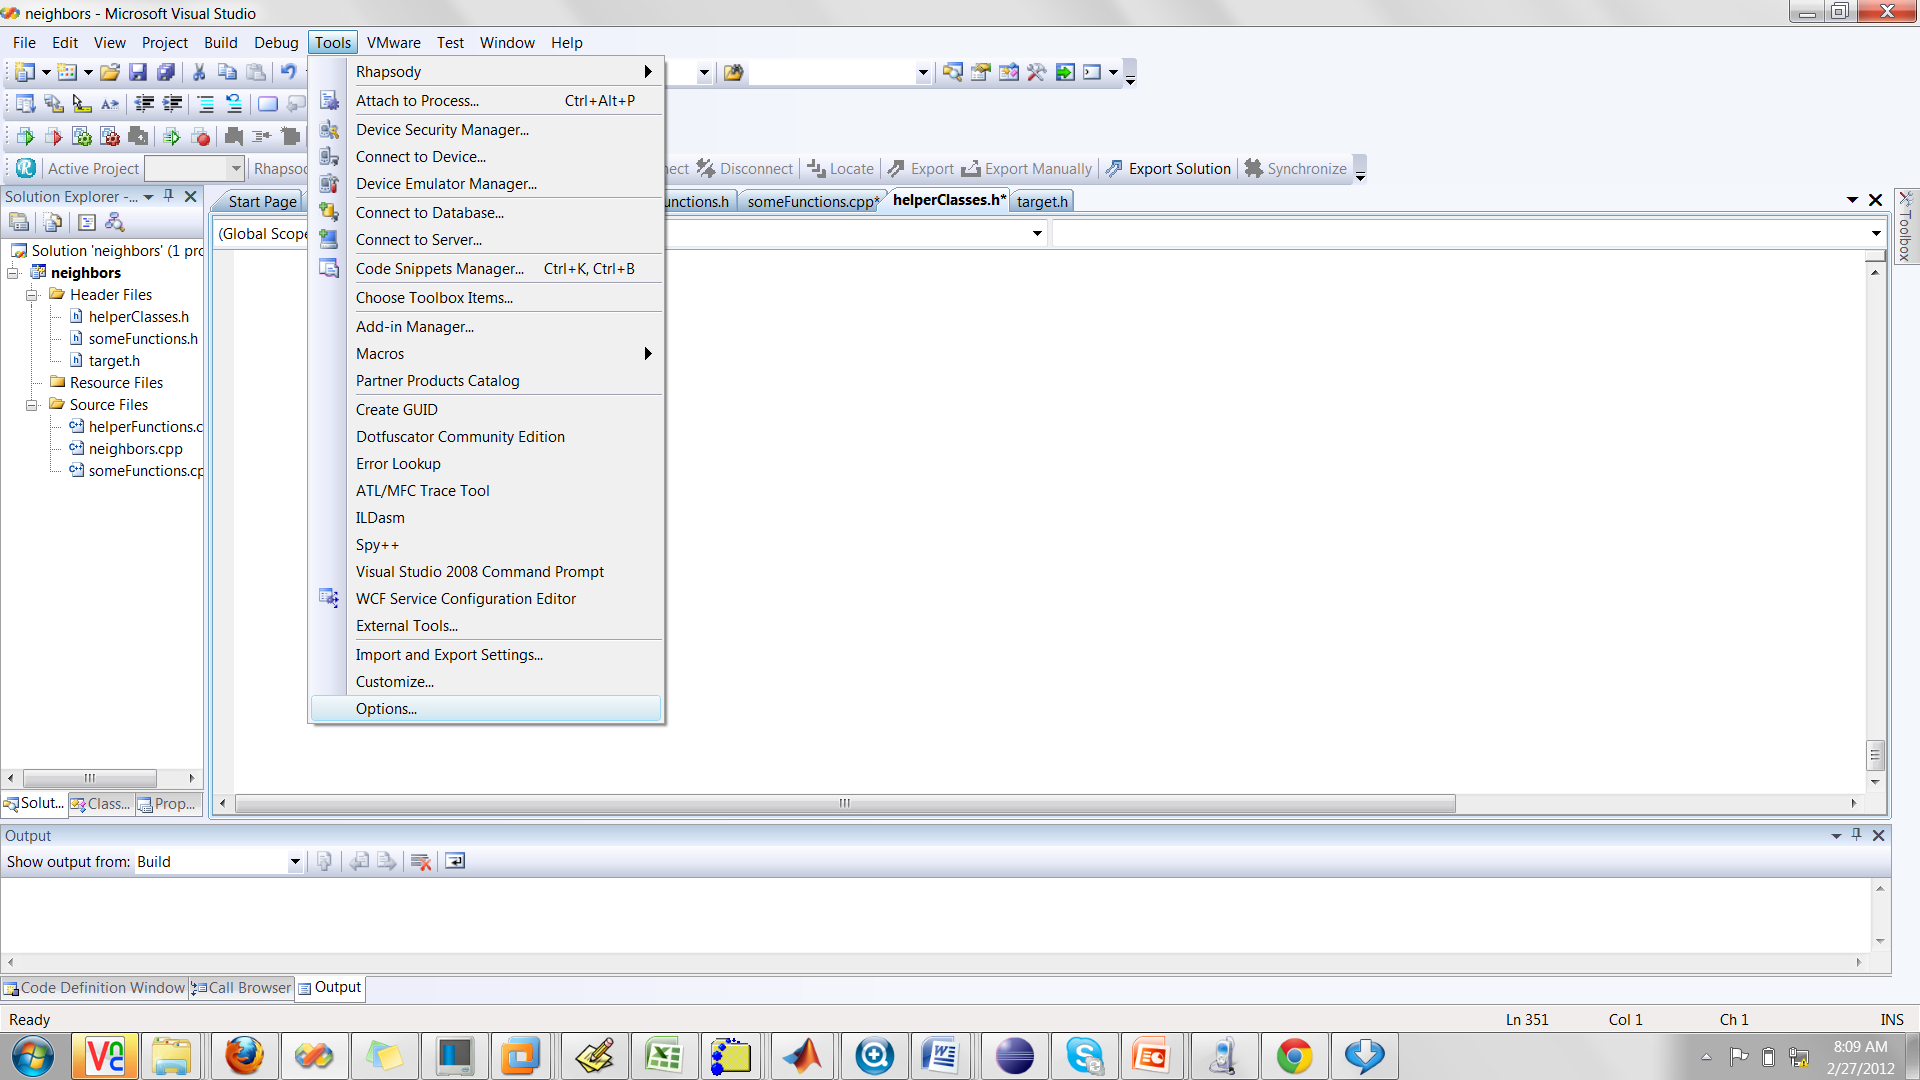 neighbors - Microsoft Visual Studio
File Edit View Project Build Debug Tools VMware Test Window Help
Rhapsody
Attach to Process... Ctrl+Alt+P
Device Security Manager...
Connect to Device...
Device Emulator Manager...
Connect to Database...
Connect to Server...
Code Snippets Manager... Ctrl+K, Ctrl+B
Choose Toolbox Items...
Add-in Manager...
Macros
Partner Products Catalog
Create GUID
Dotfuscator Community Edition
Error Lookup
ATL/MFC Trace Tool
ILDasm
Spy++
Visual Studio 2008 Command Prompt
WCF Service Configuration Editor
External Tools...
Import and Export Settings...
Customize...
Options...
Active Project Rhapsod nect Disconnect Locate Export Export Manually Export Solution Synchronize
Solution Explorer -...
Start Page unctions.h someFunctions.cpp* helperClasses.h* target.h
(Global Scope
Toolbox
Solution 'neighbors' (1 pro
neighbors
Header Files
helperClasses.h
someFunctions.h
target.h
Resource Files
Source Files
helperFunctions.c
neighbors.cpp
someFunctions.cp
Solut... Class... Prop...
Output
Show output from: Build
Code Definition Window Call Browser Output
Ready Ln 351 Col 1 Ch 1 INS
8:09 AM
2/27/2012